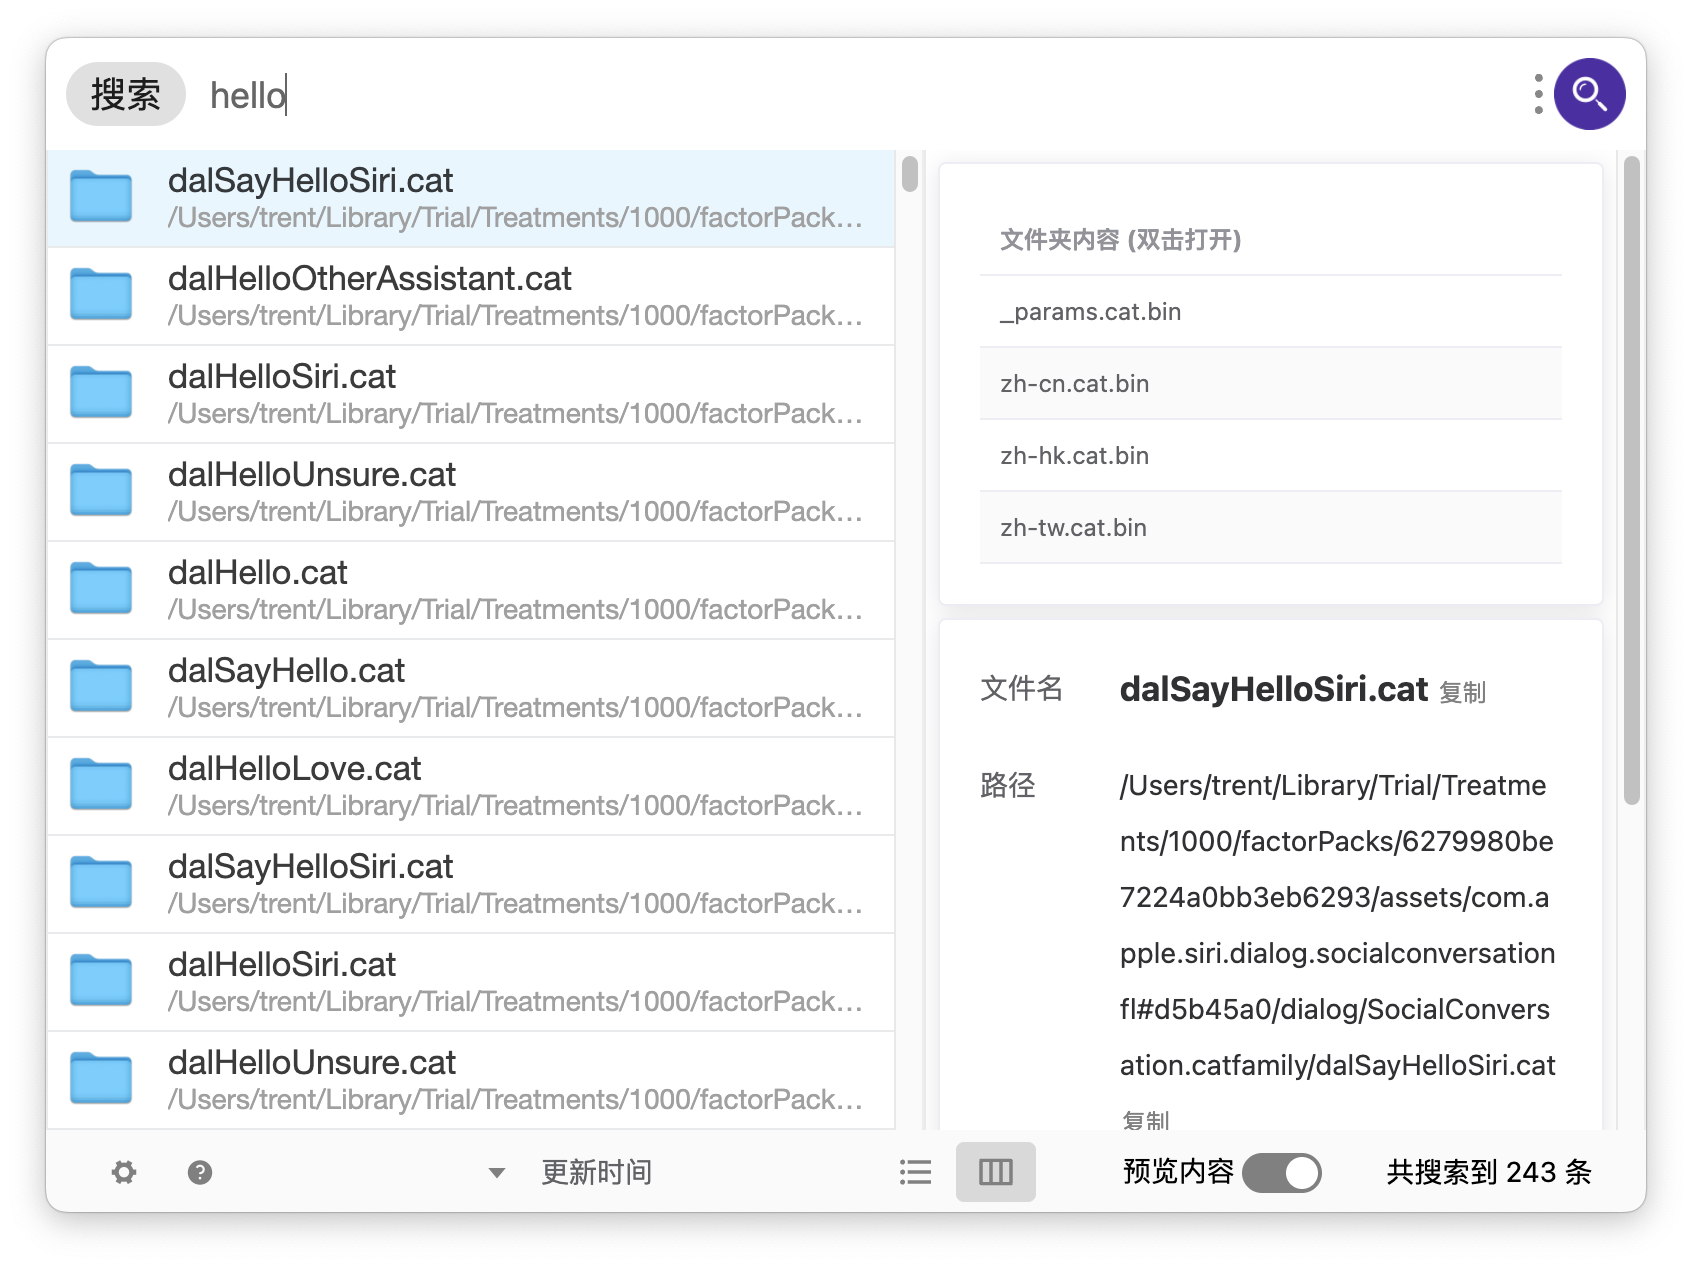 搜索 hello
dalSayHelloSiri.cat
/Users/trent/Library/Trial/Treatments/1000/factorPack...
dalHelloOtherAssistant.cat
/Users/trent/Library/Trial/Treatments/1000/factorPack...
dalHelloSiri.cat
/Users/trent/Library/Trial/Treatments/1000/factorPack...
dalHelloUnsure.cat
/Users/trent/Library/Trial/Treatments/1000/factorPack...
dalHello.cat
/Users/trent/Library/Trial/Treatments/1000/factorPack...
dalSayHello.cat
/Users/trent/Library/Trial/Treatments/1000/factorPack...
dalHelloLove.cat
/Users/trent/Library/Trial/Treatments/1000/factorPack...
dalSayHelloSiri.cat
/Users/trent/Library/Trial/Treatments/1000/factorPack...
dalHelloSiri.cat
/Users/trent/Library/Trial/Treatments/1000/factorPack...
dalHelloUnsure.cat
/Users/trent/Library/Trial/Treatments/1000/factorPack...
文件夹内容 (双击打开)
_params.cat.bin
zh-cn.cat.bin
zh-hk.cat.bin
zh-tw.cat.bin
文件名 dalSayHelloSiri.cat 复制
路径 /Users/trent/Library/Trial/Treatme
nts/1000/factorPacks/6279980be
7224a0bb3eb6293/assets/com.a
pple.siri.dialog.socialconversation
fl#d5b45a0/dialog/SocialConvers
ation.catfamily/dalSayHelloSiri.cat
复制
更新时间 预览内容 共搜索到 243 条